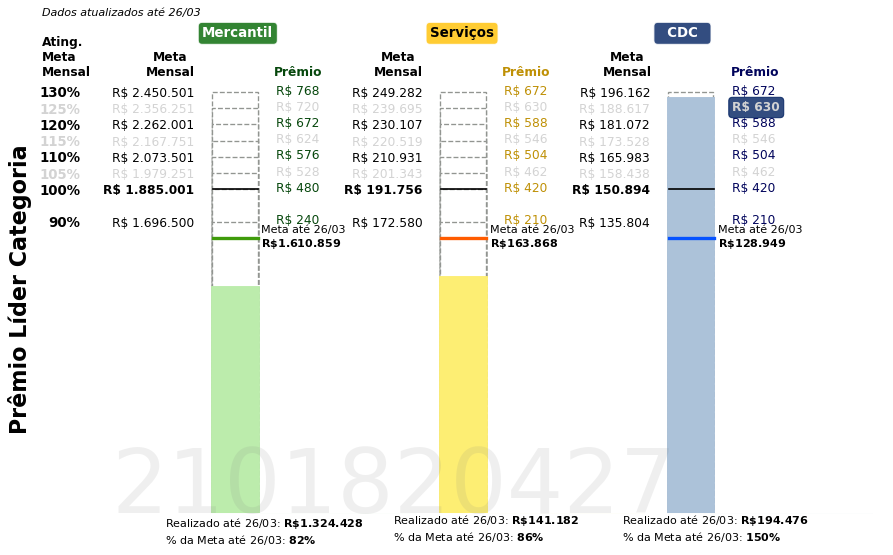 Dados atualizados até 26/03
Mercantil Serviços CDC
Ating. Meta Mensal
Meta Mensal Prêmio Meta Mensal Prêmio Meta Mensal Prêmio
130% R$ 2.450.501 R$ 768 R$ 249.282 R$ 672 R$ 196.162 R$ 672
125% R$ 2.356.251 R$ 720 R$ 239.695 R$ 630 R$ 188.617 R$ 630
120% R$ 2.262.001 R$ 672 R$ 230.107 R$ 588 R$ 181.072 R$ 588
115% R$ 2.167.751 R$ 624 R$ 220.519 R$ 546 R$ 173.528 R$ 546
110% R$ 2.073.501 R$ 576 R$ 210.931 R$ 504 R$ 165.983 R$ 504
105% R$ 1.979.251 R$ 528 R$ 201.343 R$ 462 R$ 158.438 R$ 462
100% R$ 1.885.001 R$ 480 R$ 191.756 R$ 420 R$ 150.894 R$ 420
90% R$ 1.696.500 R$ 240 R$ 172.580 R$ 210 R$ 135.804 R$ 210
Meta até 26/03 Meta até 26/03 Meta até 26/03
R$1.610.859 R$163.868 R$128.949
Prêmio Líder Categoria
2101820427
Realizado até 26/03: R$1.324.428 Realizado até 26/03: R$141.182 Realizado até 26/03: R$194.476
% da Meta até 26/03: 82% % da Meta até 26/03: 86% % da Meta até 26/03: 150%